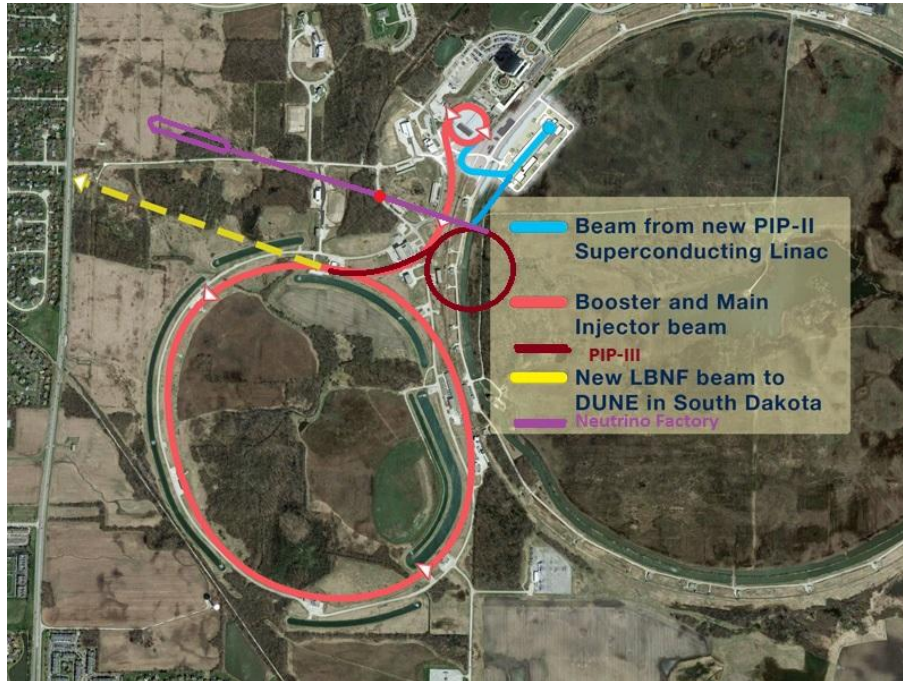 Beam from new PIP-II
Superconducting Linac
Booster and Main
Injector beam
PIP-III
New LBNF beam to
DUNE in South Dakota
Neutrino Factory